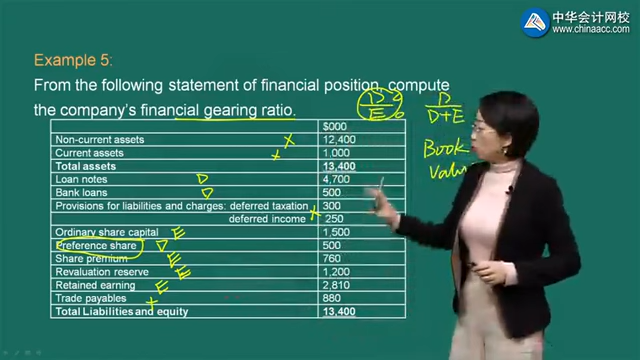 中华会计网校
www.chinaacc.com
Example 5:
From the following statement of financial position, compute
the company's financial gearing ratio.
D
E
D
D+E
Book
$000
Non-current assets X 12,400
Current assets X 1,000
Total assets 13,400
Loan notes D 4,700
Bank loans D 500
Provisions for liabilities and charges: deferred taxation 300
deferred income X 250
Ordinary share capital E 1,500
Preference share D 500
Share premium E 760
Revaluation reserve E 1,200
Retained earning E 2,810
Trade payables X 880
Total Liabilities and equity 13,400